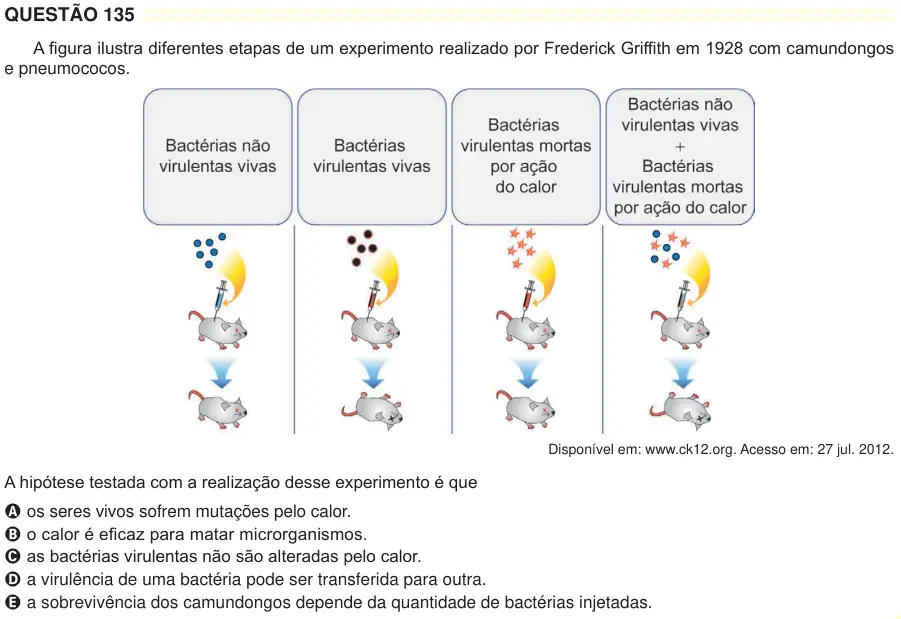 QUESTÃO 135
A figura ilustra diferentes etapas de um experimento realizado por Frederick Griffith em 1928 com camundongos
e pneumococos.
Bactérias não
virulentas vivas
Bactérias
virulentas vivas
Bactérias
virulentas mortas
por ação
do calor
Bactérias não
virulentas vivas
+
Bactérias
virulentas mortas
por ação do calor
Disponível em: www.ck12.org. Acesso em: 27 jul. 2012.
A hipótese testada com a realização desse experimento é que
A os seres vivos sofrem mutações pelo calor.
B o calor é eficaz para matar microrganismos.
C as bactérias virulentas não são alteradas pelo calor.
D a virulência de uma bactéria pode ser transferida para outra.
E a sobrevivência dos camundongos depende da quantidade de bactérias injetadas.